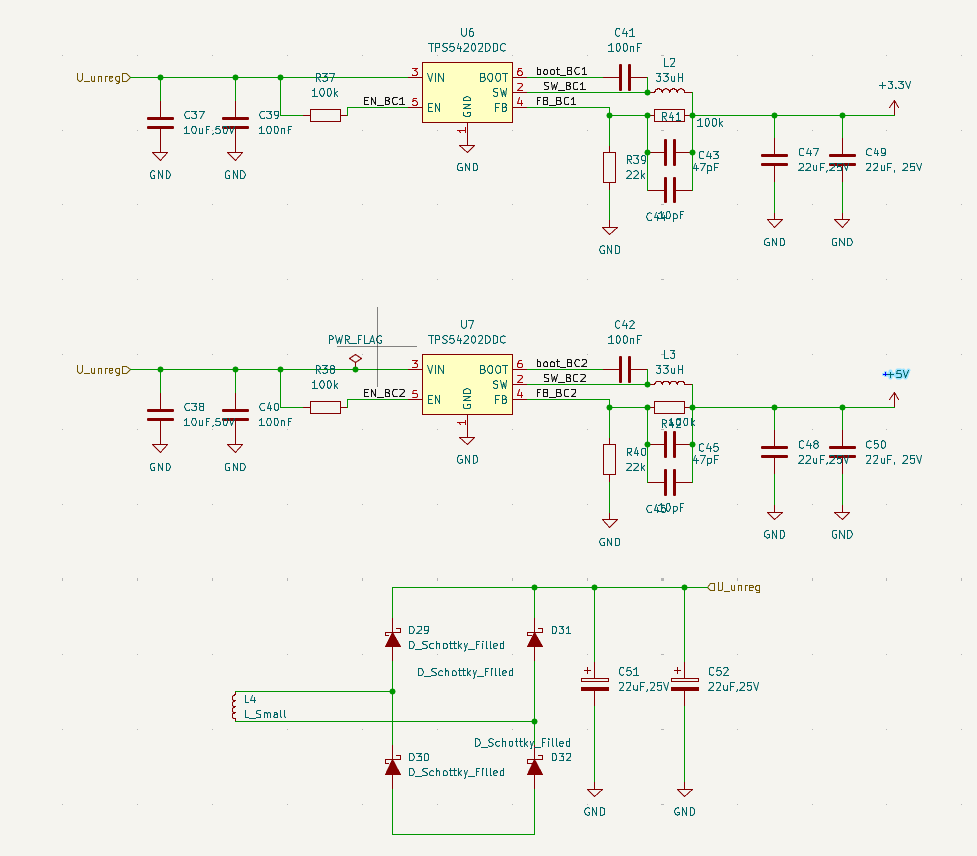 U6
TPS54202DDC
C41
100nF
U_unreg
R37
100k
3 VIN
BOOT 6
boot_BC1
L2
33uH
SW 2
SW_BC1
EN_BC1
5 EN
FB 4
FB_BC1
GND
1
+3.3V
C37
10uF,50V
C39
100nF
R41
100k
R39
22k
C43
47pF
C47
22uF,25V
C49
22uF, 25V
GND
GND
GND
10pF
GND
GND
GND
U7
TPS54202DDC
C42
100nF
PWR_FLAG
U_unreg
R38
100k
3 VIN
BOOT 6
boot_BC2
L3
33uH
SW 2
SW_BC2
EN_BC2
5 EN
FB 4
FB_BC2
GND
1
+5V
C38
10uF,50V
C40
100nF
R42
100k
R40
22k
C45
47pF
C48
22uF,25V
C50
22uF, 25V
GND
GND
GND
10pF
GND
GND
GND
U_unreg
D29
D_Schottky_Filled
D31
D_Schottky_Filled
C51
22uF,25V
C52
22uF,25V
L4
L_Small
D_Schottky_Filled
D30
D_Schottky_Filled
D32
GND
GND